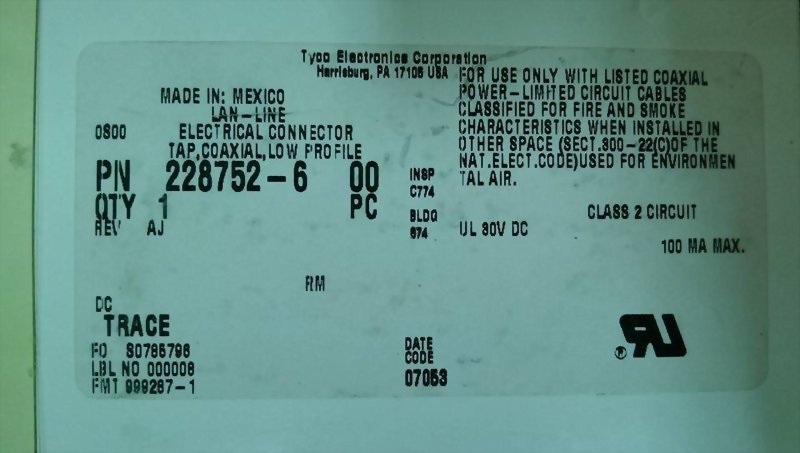 Tyco Electronics Corporation
Harrisburg, PA 17105 USA
MADE IN: MEXICO
LAN-LINE
0S00 ELECTRICAL CONNECTOR
TAP,COAXIAL,LOW PROFILE
PN 228752-6 00
QTY 1 PC
REV AJ
INSP
C774
BLDG
674
FOR USE ONLY WITH LISTED COAXIAL
POWER-LIMITED CIRCUIT CABLES
CLASSIFIED FOR FIRE AND SMOKE
CHARACTERISTICS WHEN INSTALLED IN
OTHER SPACE (SECT.300-22(C)OF THE
NAT.ELECT.CODE)USED FOR ENVIRONMEN
TAL AIR.
CLASS 2 CIRCUIT
UL 30V DC
100 MA MAX.
RM
DC
TRACE
FO S0765796
LBL NO 000006
FMT 999267-1
DATE
CODE
07053
RU®